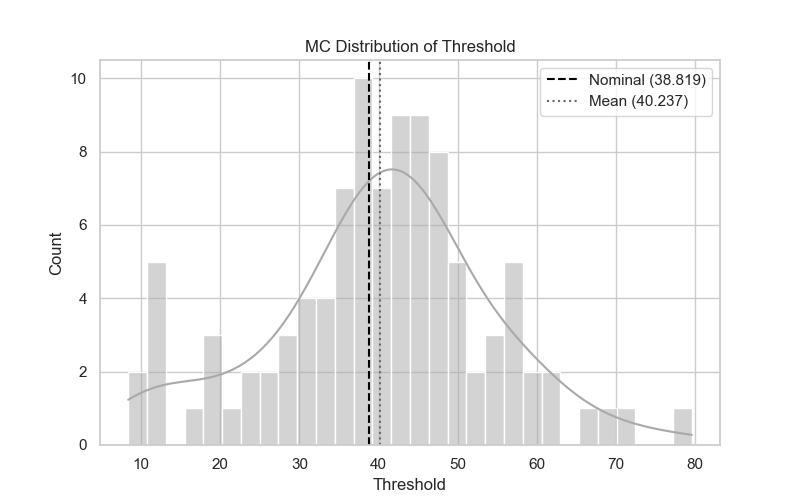 MC Distribution of Threshold
Nominal (38.819)
Mean (40.237)
Count
10
8
6
4
2
0
10 20 30 40 50 60 70 80
Threshold